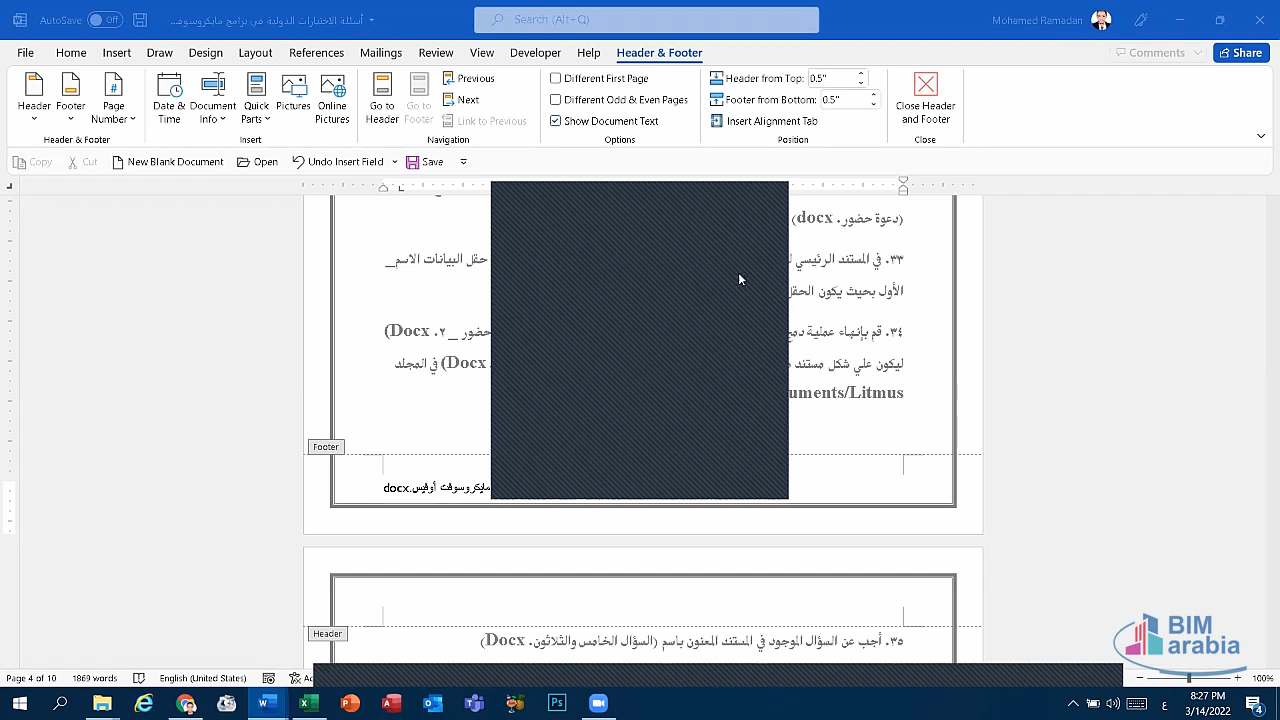 AutoSave Off
أسئلة الاختبارات الدولية في برامج مايكروسوف...
Search (Alt+Q)
Mohamed Ramadan
File Home Insert Draw Design Layout References Mailings Review View Developer Help Header & Footer
Comments
Share
Header Footer Page Number
Date & Time Document Info Quick Parts Pictures Online Pictures
Go to Header Go to Footer
Previous
Next
Link to Previous
Different First Page
Different Odd & Even Pages
Show Document Text
Header from Top: 0.5"
Footer from Bottom: 0.5"
Insert Alignment Tab
Close Header and Footer
Header & Footer Insert Navigation Options Position Close
Copy Cut New Blank Document Open Undo Insert Field Save
(دعوة حضور. docx)
٣٣. في المستند الرئيسي
حقل البيانات الاسم_
الأول بحيث يكون الحقل
٣٤. قم بإنهاء عملية دمج
حضور _٢. Docx)
ليكون علي شكل مستند
Docx) في المجلد
uments/Litmus
Footer
مايكروسوفت أوفيس.docx
Header
٣٥. أجب عن السؤال الموجود في المستند المعنون باسم (السؤال الخامس والثلاثون. Docx)
BIM
arabia
Page 4 of 10 1869 words English (United States)
100%
8:27 PM
3/14/2022